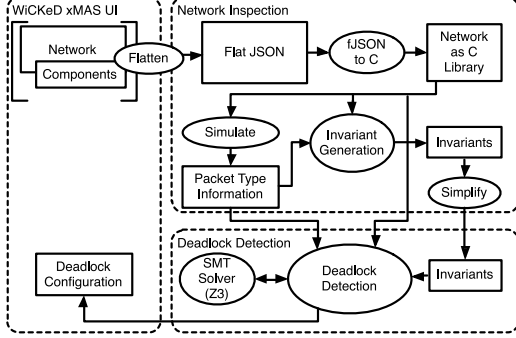 WiCKeD xMAS UI
Network
Components
Flatten
Network Inspection
Flat JSON
fJSON
to C
Network
as C
Library
Simulate
Invariant
Generation
Invariants
Packet Type
Information
Simplify
Deadlock Detection
Deadlock
Configuration
SMT
Solver
(Z3)
Deadlock
Detection
Invariants